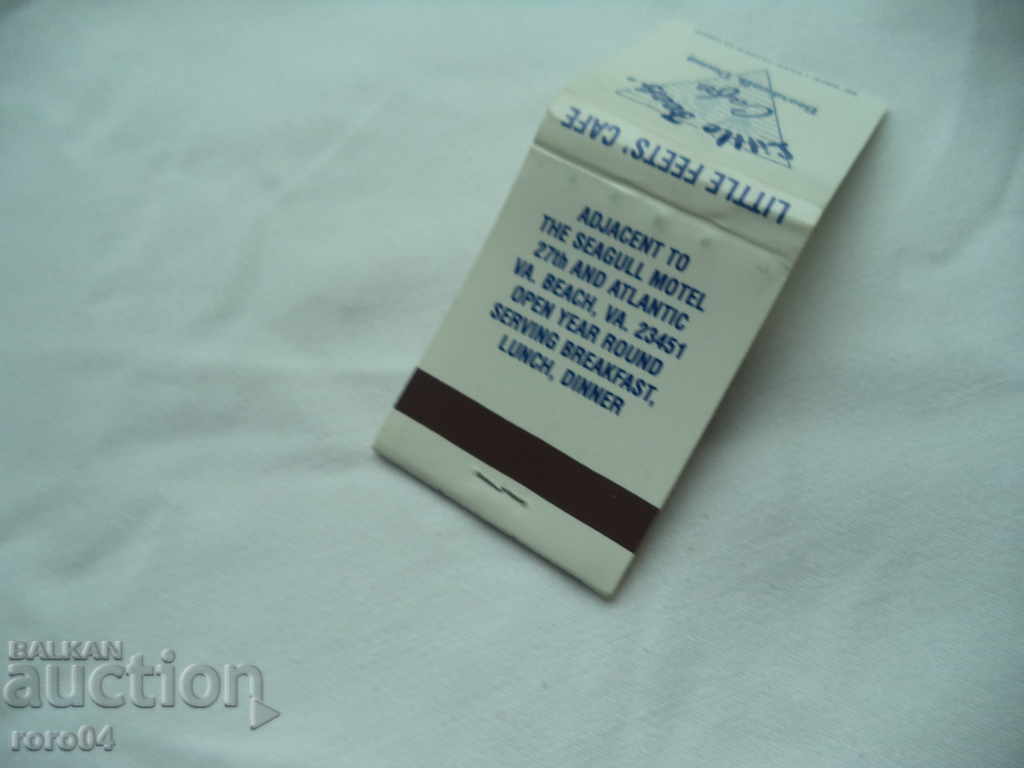 Cafe
LITTLE FEETS' CAFE
ADJACENT TO
THE SEAGULL MOTEL
27th AND ATLANTIC
VA. BEACH, VA. 23451
OPEN YEAR ROUND
SERVING BREAKFAST,
LUNCH, DINNER
BALKAN
auction
roro04